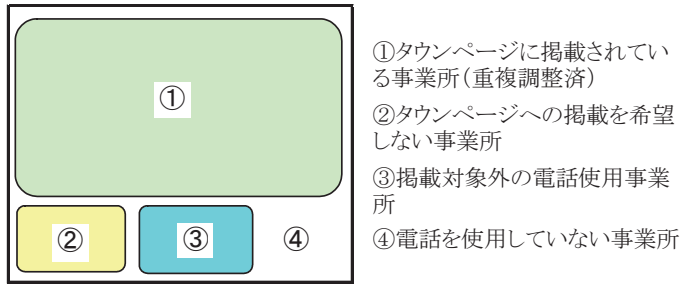 ①
②
③
④
①タウンページに掲載されてい
る事業所(重複調整済)
②タウンページへの掲載を希望
しない事業所
③掲載対象外の電話使用事業
所
④電話を使用していない事業所